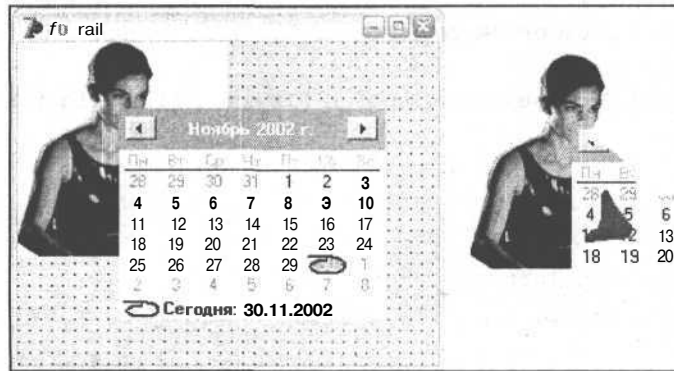 f0 rail
Ноябрь 2002 г.
Пн Вт Ср Чт Пт Сб Вс
28 29 30 31 1 2 3
4 5 6 7 8 9 10
11 12 13 14 15 16 17
18 19 20 21 22 23 24
25 26 27 28 29 1
2 3 4 5 6 7 8
Сегодня: 30.11.2002
Пн
28 29
4 5 6
12 13
18 19 20